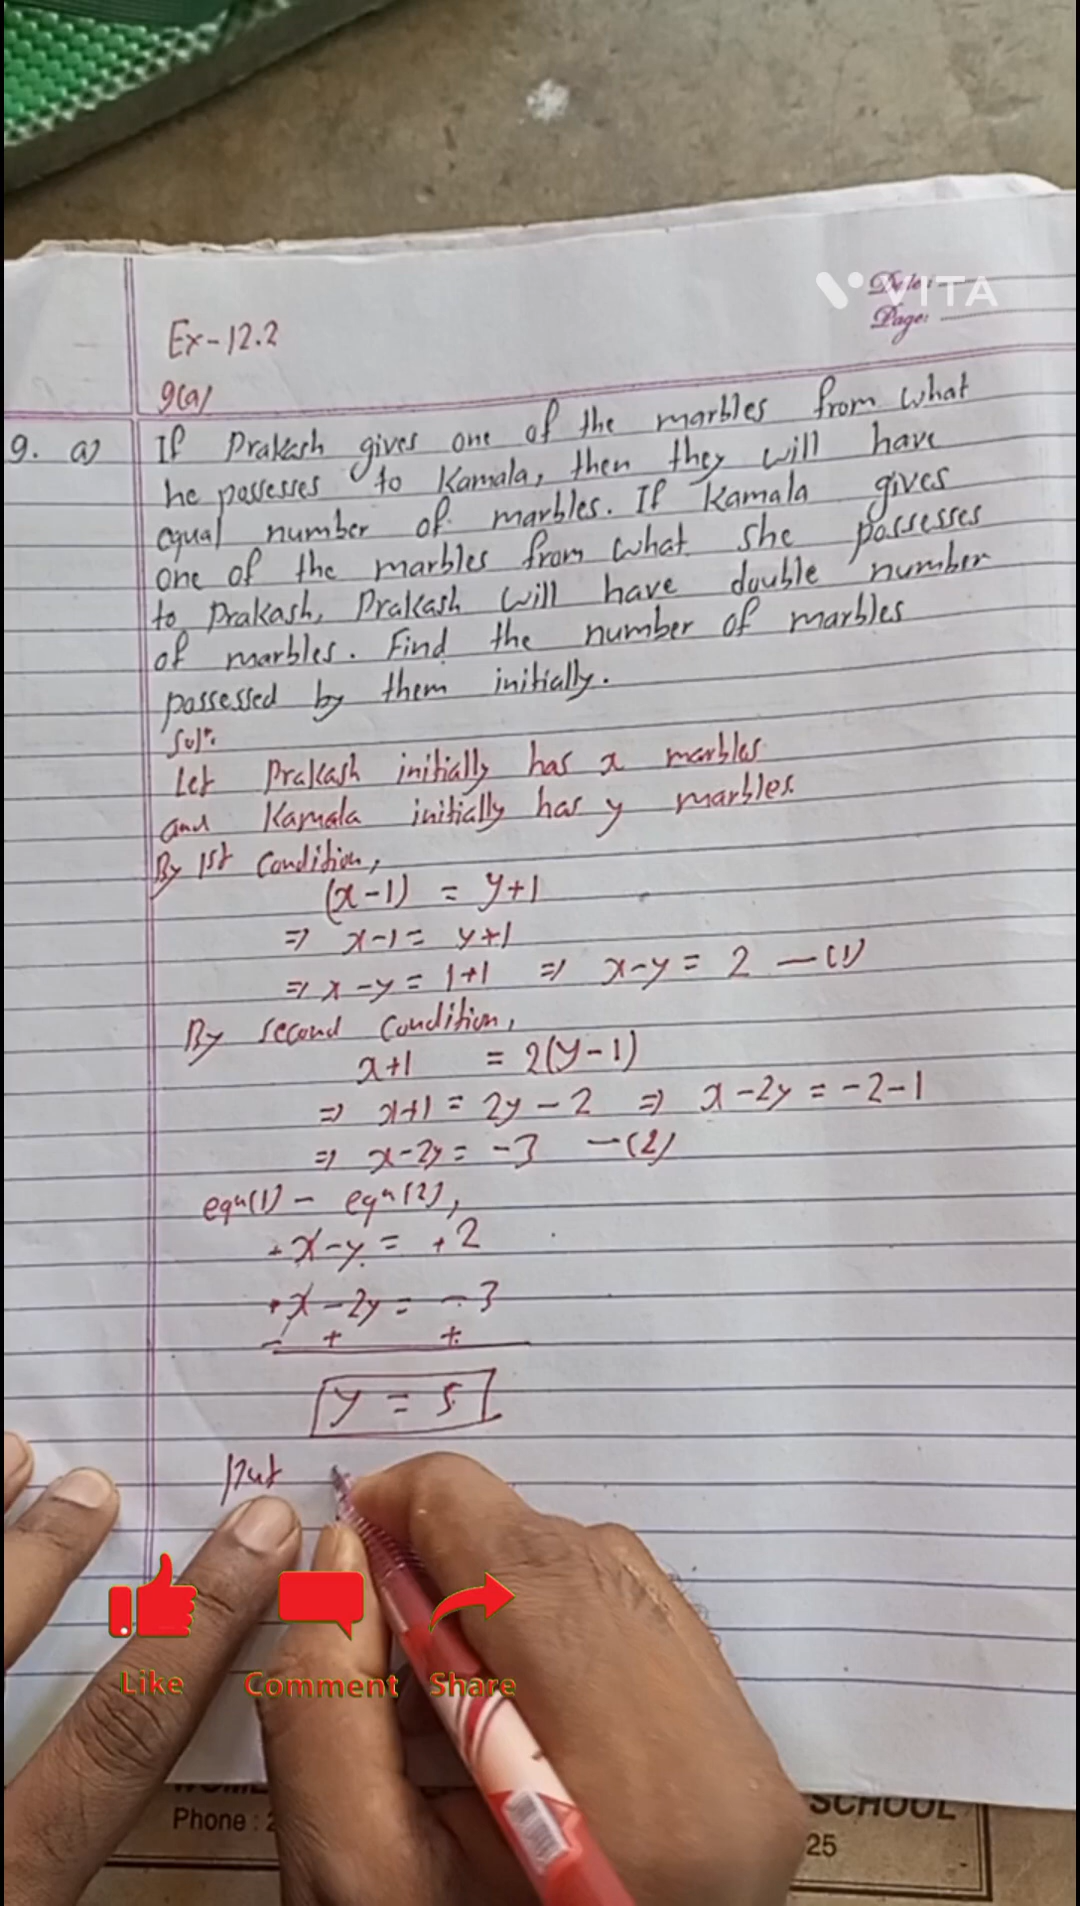 VITA
Date:
Page:
Ex-12.2
9(a)
9. a) If Prakash gives one of the marbles from what
he possesses to Kamala, then they will have
equal number of marbles. If Kamala gives
one of the marbles from what she possesses
to Prakash, Prakash will have double number
of marbles. Find the number of marbles
possessed by them initially.
Solⁿ.
Let Prakash initially has x marbles
and Kamala initially has y marbles.
By 1st Condition,
(x-1) = y+1
⇒ x-1 = y+1
⇒ x-y = 1+1 ⇒ x-y = 2 —(1)
By second Condition,
x+1 = 2(y-1)
⇒ x+1 = 2y-2 ⇒ x-2y = -2-1
⇒ x-2y = -3 —(2)
eqn(1) - eqn(2),
+x-y = +2
+x-2y = -3
- + +
y = 5
Put
Like Comment Share
Phone : 2
SCHOOL
25